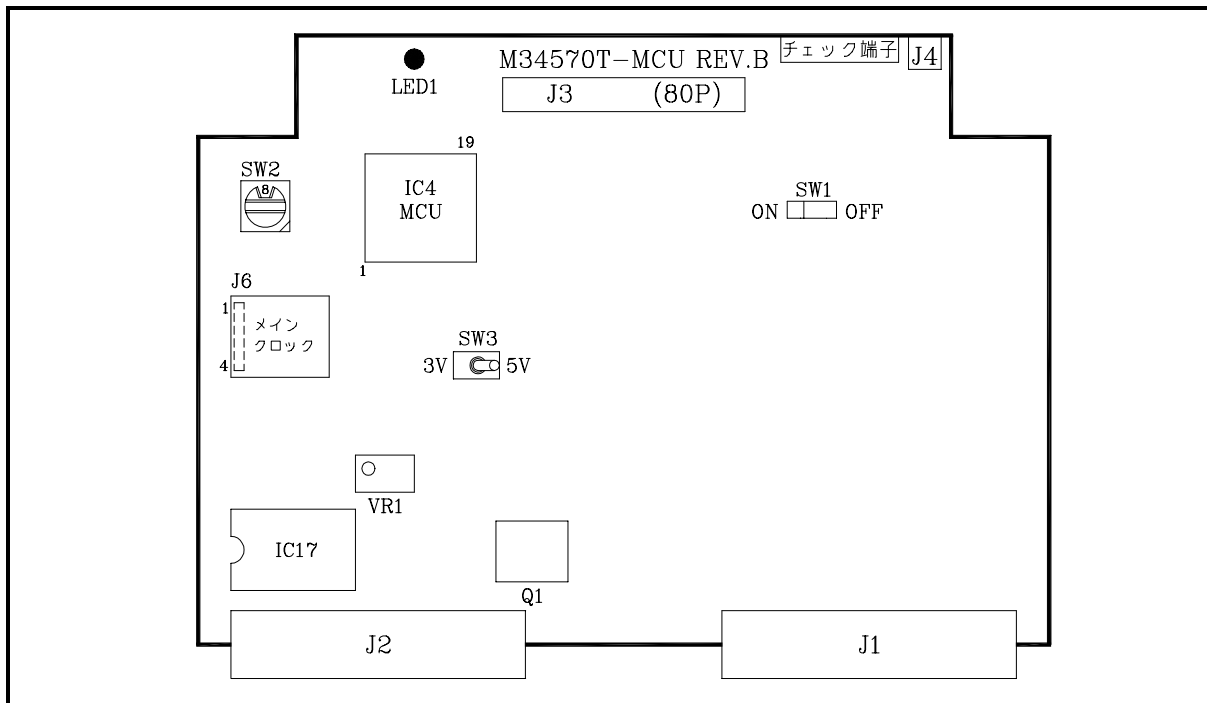 M34570T-MCU REV.B
チェック端子
J4
LED1
J3 (80P)
19
SW2
8
IC4
MCU
SW1
ON OFF
1
J6
1
メイン
クロック
4
SW3
3V 5V
VR1
IC17
Q1
J2
J1